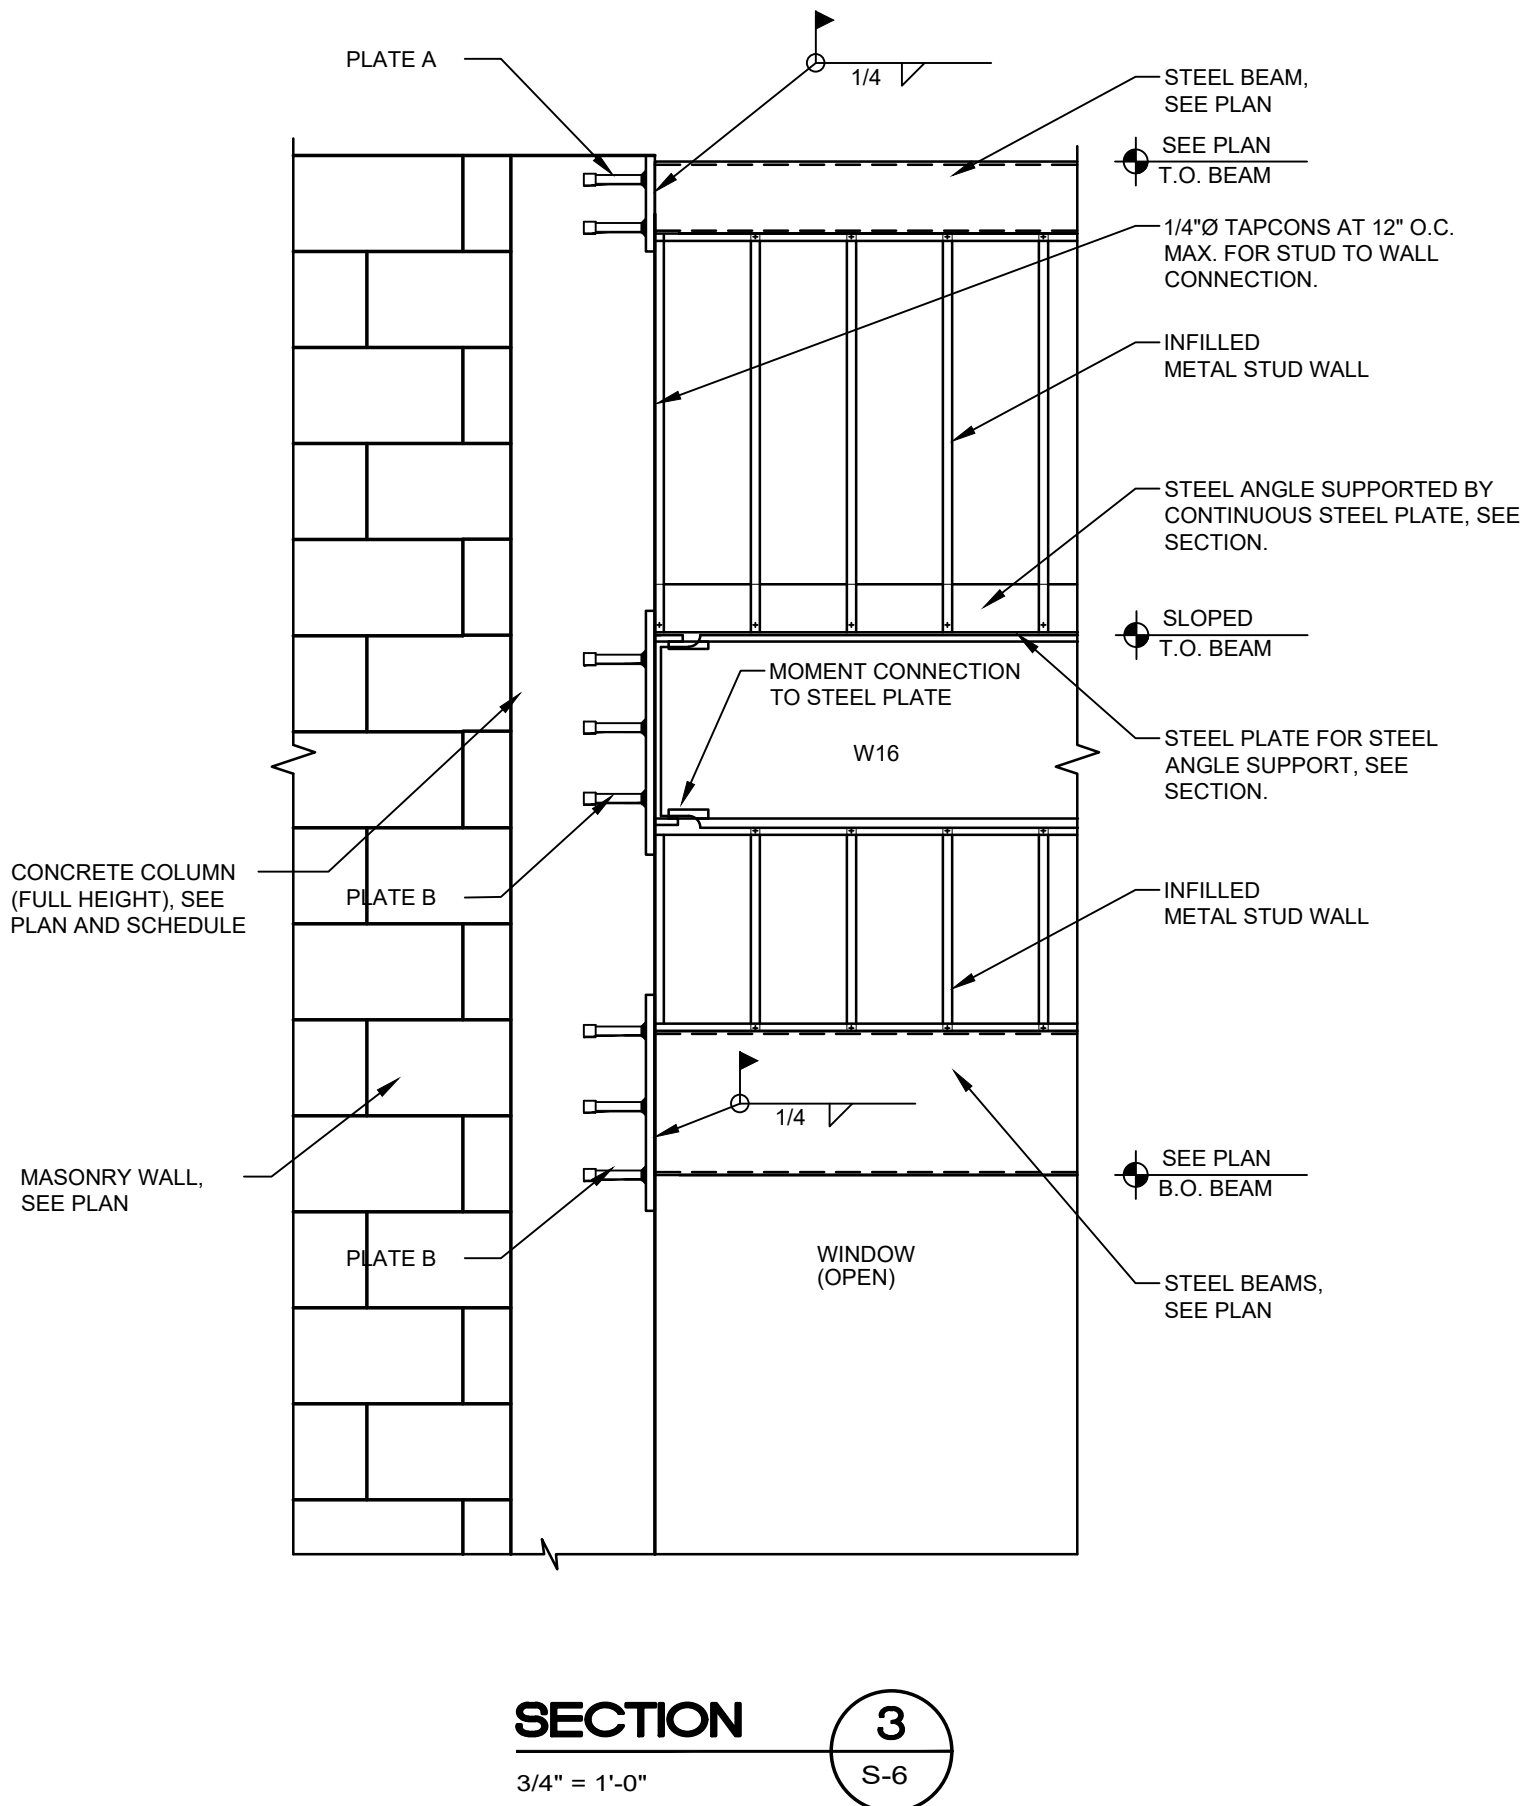 PLATE A
1/4
STEEL BEAM,
SEE PLAN
SEE PLAN
T.O. BEAM
1/4"Ø TAPCONS AT 12" O.C.
MAX. FOR STUD TO WALL
CONNECTION.
INFILLED
METAL STUD WALL
STEEL ANGLE SUPPORTED BY
CONTINUOUS STEEL PLATE, SEE
SECTION.
SLOPED
T.O. BEAM
MOMENT CONNECTION
TO STEEL PLATE
W16
STEEL PLATE FOR STEEL
ANGLE SUPPORT, SEE
SECTION.
CONCRETE COLUMN
(FULL HEIGHT), SEE
PLAN AND SCHEDULE
PLATE B
INFILLED
METAL STUD WALL
1/4
MASONRY WALL,
SEE PLAN
SEE PLAN
B.O. BEAM
PLATE B
WINDOW
(OPEN)
STEEL BEAMS,
SEE PLAN
SECTION
3
3/4" = 1'-0"
S-6